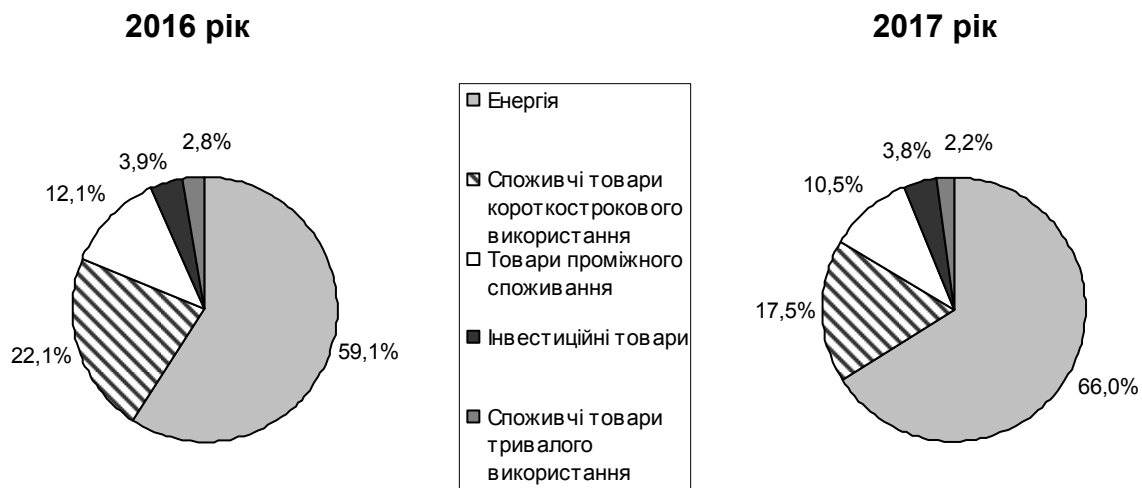 2016 рік
2017 рік
2,8%
3,9%
12,1%
22,1%
59,1%
Енергія
Споживчі товари
короткострокового
використання
Товари проміжного
споживання
Інвестиційні товари
Споживчі товари
тривалого
використання
2,2%
3,8%
10,5%
17,5%
66,0%